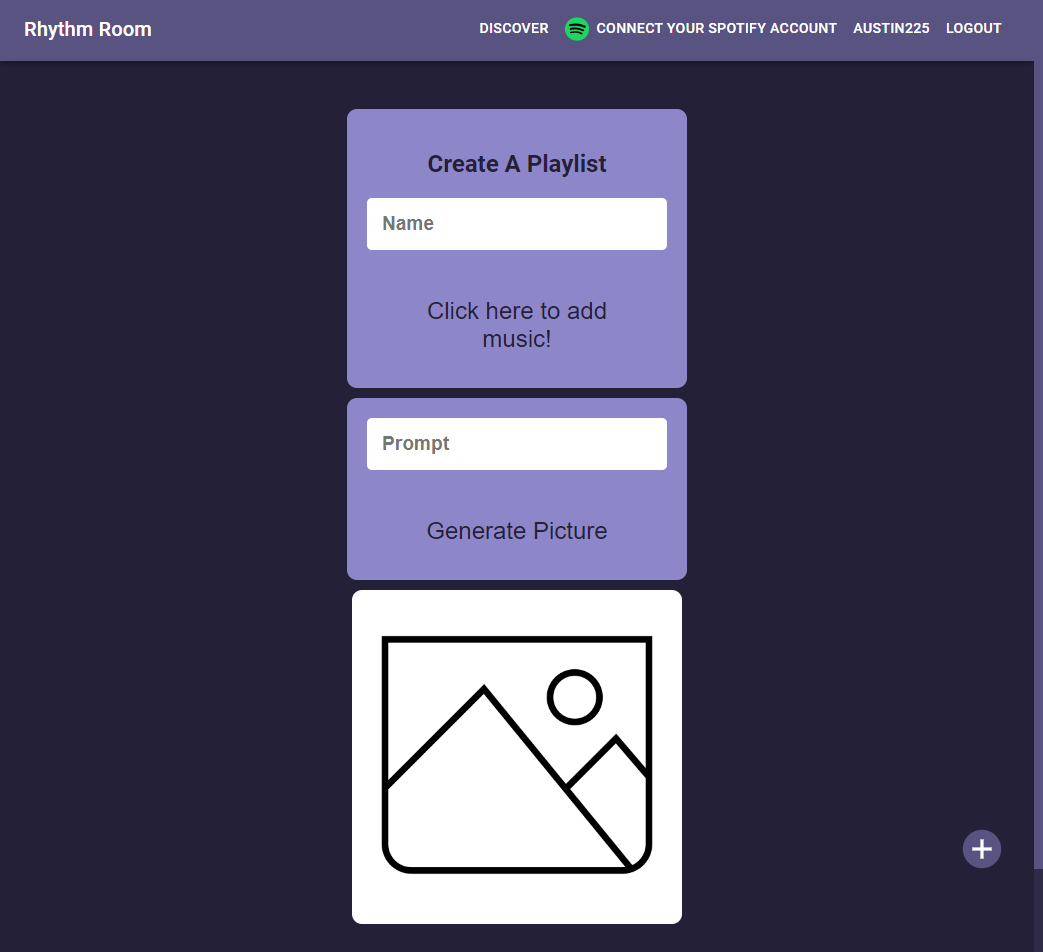 Rhythm Room
DISCOVER
CONNECT YOUR SPOTIFY ACCOUNT
AUSTIN225
LOGOUT
Create A Playlist
Name
Click here to add
music!
Prompt
Generate Picture